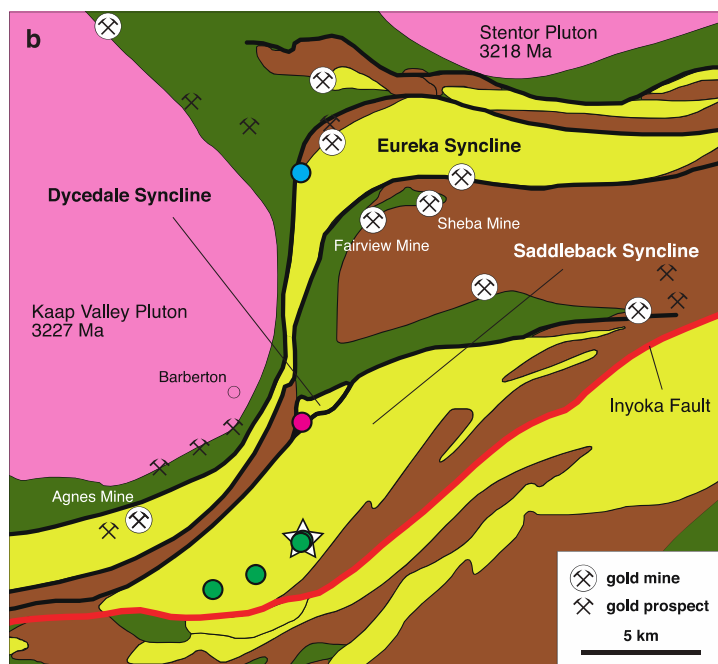 b
Stentor Pluton
3218 Ma
Eureka Syncline
Dycedale Syncline
Sheba Mine
Fairview Mine
Saddleback Syncline
Kaap Valley Pluton
3227 Ma
Barberton
Inyoka Fault
Agnes Mine
gold mine
gold prospect
5 km